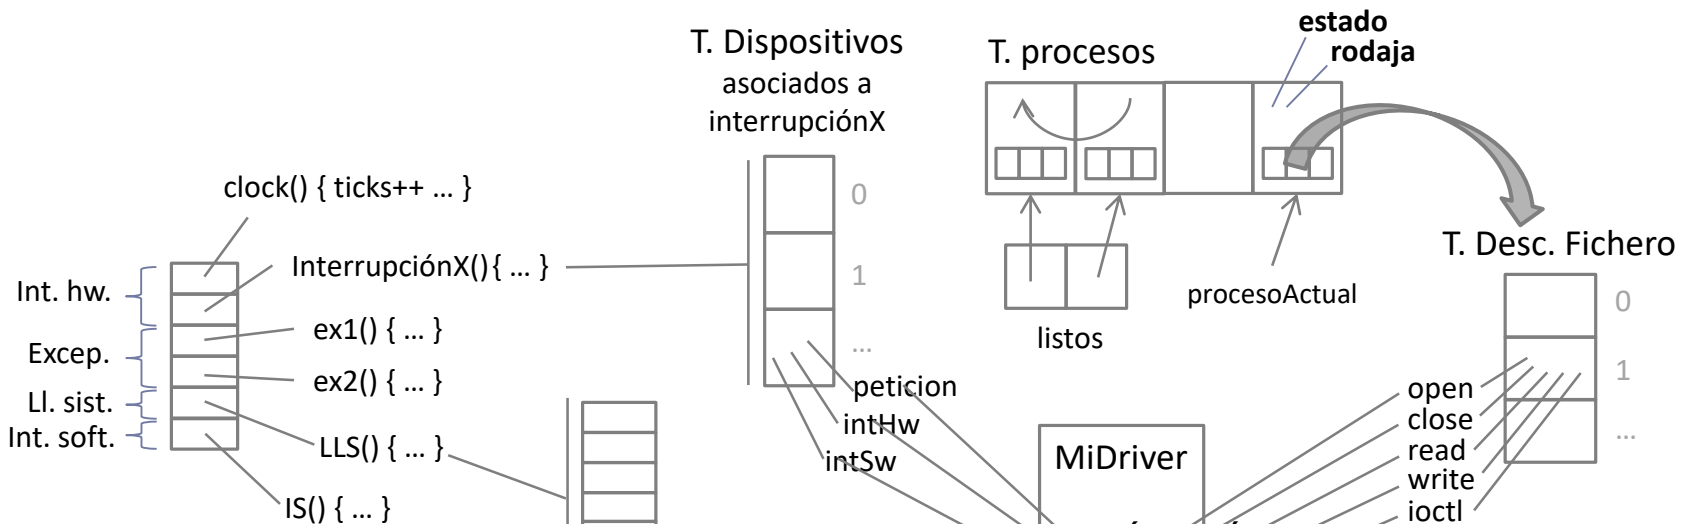 estado
rodaja
T. Dispositivos
asociados a
interrupciónX
T. procesos
clock() { ticks++ ... }
0
T. Desc. Fichero
InterrupciónX(){ ... }
1
procesoActual
Int. hw.
0
listos
ex1() { ... }
Excep.
...
ex2() { ... }
peticion
1
open
Ll. sist.
close
intHw
...
Int. soft.
LLS() { ... }
intSw
MiDriver
read
write
IS() { ... }
ioctl